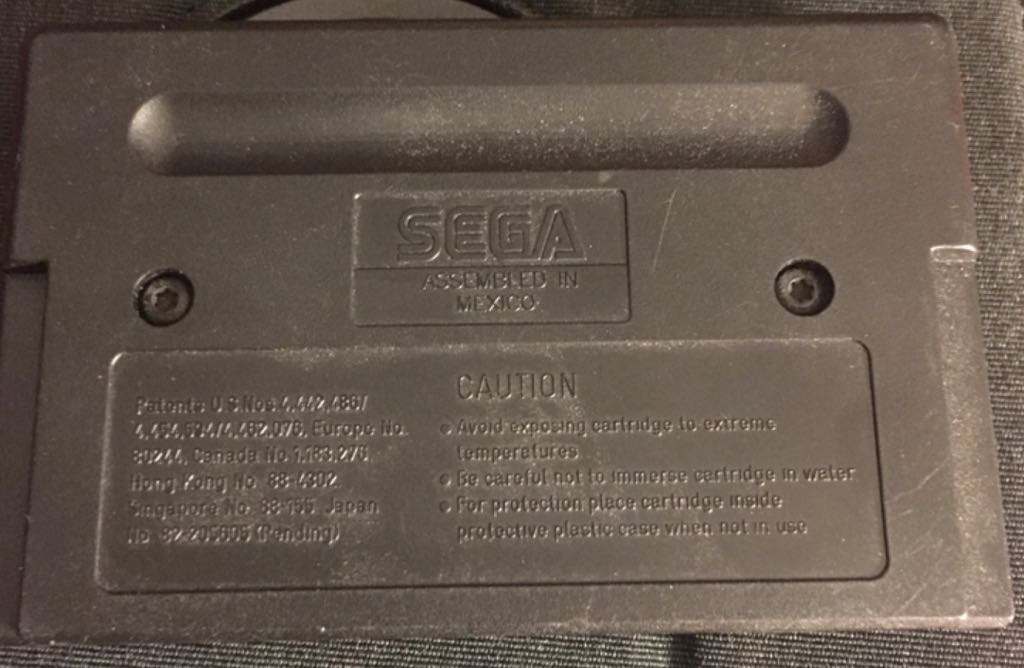 SEGA
ASSEMBLED IN
MEXICO
Patents: U.S. Nos. 4,442,486/
4,454,594/4,462,076, Europe No.
80244, Canada No. 1,183,276,
Hong Kong No. 88-4302,
Singapore No. 88-155, Japan
No. 82-205605 (Pending)
CAUTION
• Avoid exposing cartridge to extreme
temperatures
• Be careful not to immerse cartridge in water
• For protection place cartridge inside
protective plastic case when not in use